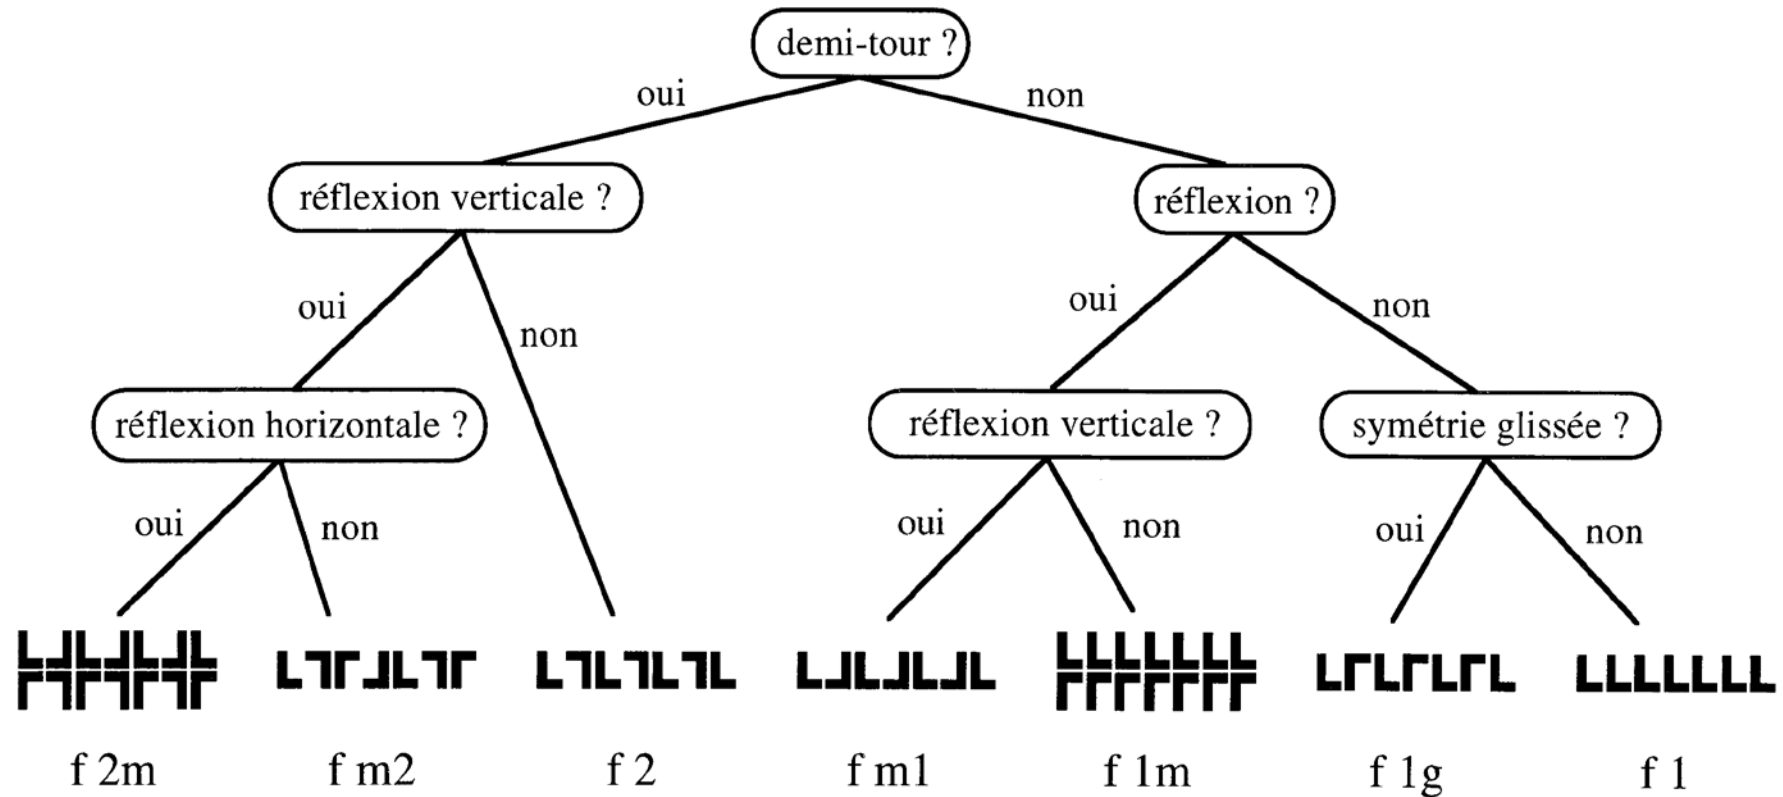 demi-tour ?
oui
non
réflexion verticale ?
réflexion ?
oui
non
oui
non
réflexion horizontale ?
réflexion verticale ?
symétrie glissée ?
oui
non
oui
non
oui
non
f 2m
f m2
f 2
f m1
f 1m
f 1g
f 1